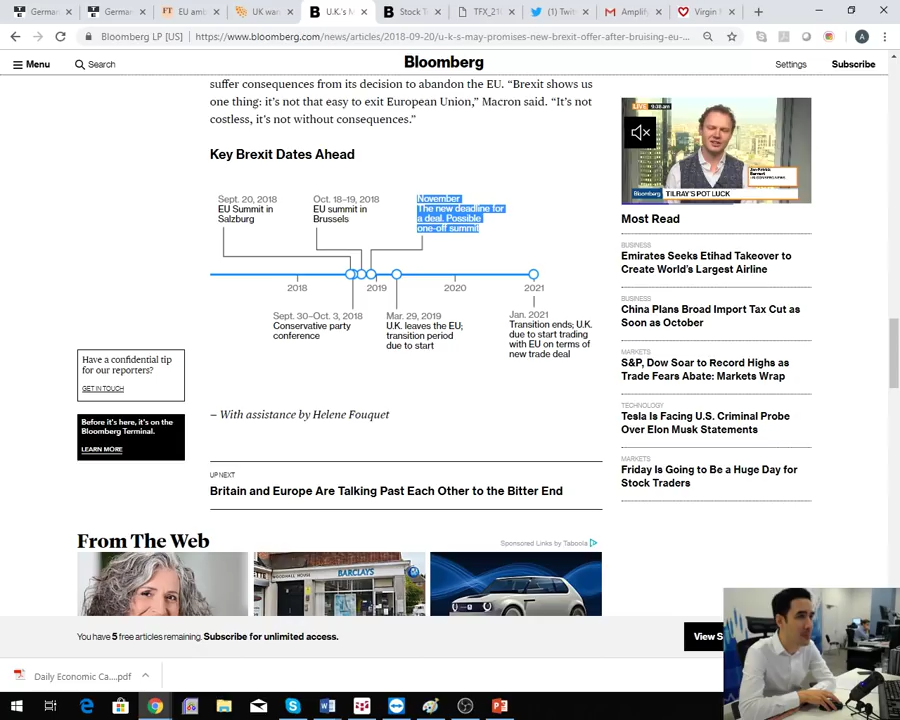 German
German
EU amb
UK wan
U.K.'s M
Stock T
TFX_21
(1) Twit
Amplify
Virgin M
Bloomberg LP [US] | https://www.bloomberg.com/news/articles/2018-09-20/u-k-s-may-promises-new-brexit-offer-after-bruising-eu-...
Menu
Search
Bloomberg
Settings
Subscribe
suffer consequences from its decision to abandon the EU. “Brexit shows us
one thing: it’s not that easy to exit European Union,” Macron said. “It’s not
costless, it’s not without consequences.”
Key Brexit Dates Ahead
Sept. 20, 2018
EU Summit in
Salzburg
Oct. 18-19, 2018
EU summit in
Brussels
November
The new deadline for
a deal. Possible
one-off summit
2018
2019
2020
2021
Sept. 30-Oct. 3, 2018
Conservative party
conference
Mar. 29, 2019
U.K. leaves the EU;
transition period
due to start
Jan. 2021
Transition ends; U.K.
due to start trading
with EU on terms of
new trade deal
Have a confidential tip
for our reporters?
GET IN TOUCH
Before it's here, it's on the
Bloomberg Terminal.
LEARN MORE
– With assistance by Helene Fouquet
UP NEXT
Britain and Europe Are Talking Past Each Other to the Bitter End
From The Web
Sponsored Links by Taboola
BARCLAYS
LIVE
Bloomberg
TILRAY'S POT LUCK
Most Read
BUSINESS
Emirates Seeks Etihad Takeover to
Create World's Largest Airline
BUSINESS
China Plans Broad Import Tax Cut as
Soon as October
MARKETS
S&P, Dow Soar to Record Highs as
Trade Fears Abate: Markets Wrap
TECHNOLOGY
Tesla Is Facing U.S. Criminal Probe
Over Elon Musk Statements
MARKETS
Friday Is Going to Be a Huge Day for
Stock Traders
You have 5 free articles remaining. Subscribe for unlimited access.
View S
Daily Economic Ca....pdf